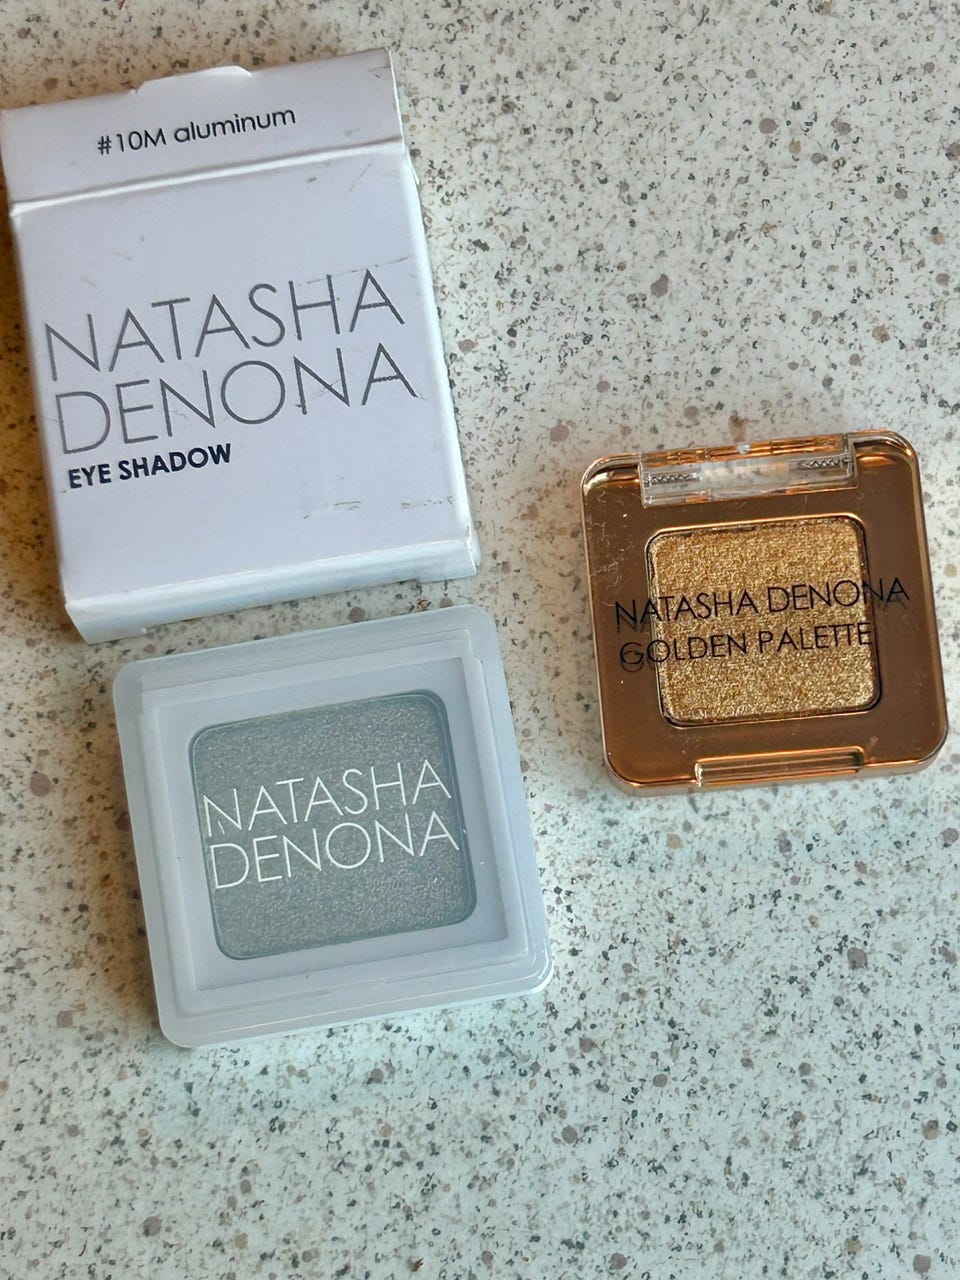 #10M aluminum
NATASHA
DENONA
EYE SHADOW
NATASHA DENONA
GOLDEN PALETTE
NATASHA
DENONA